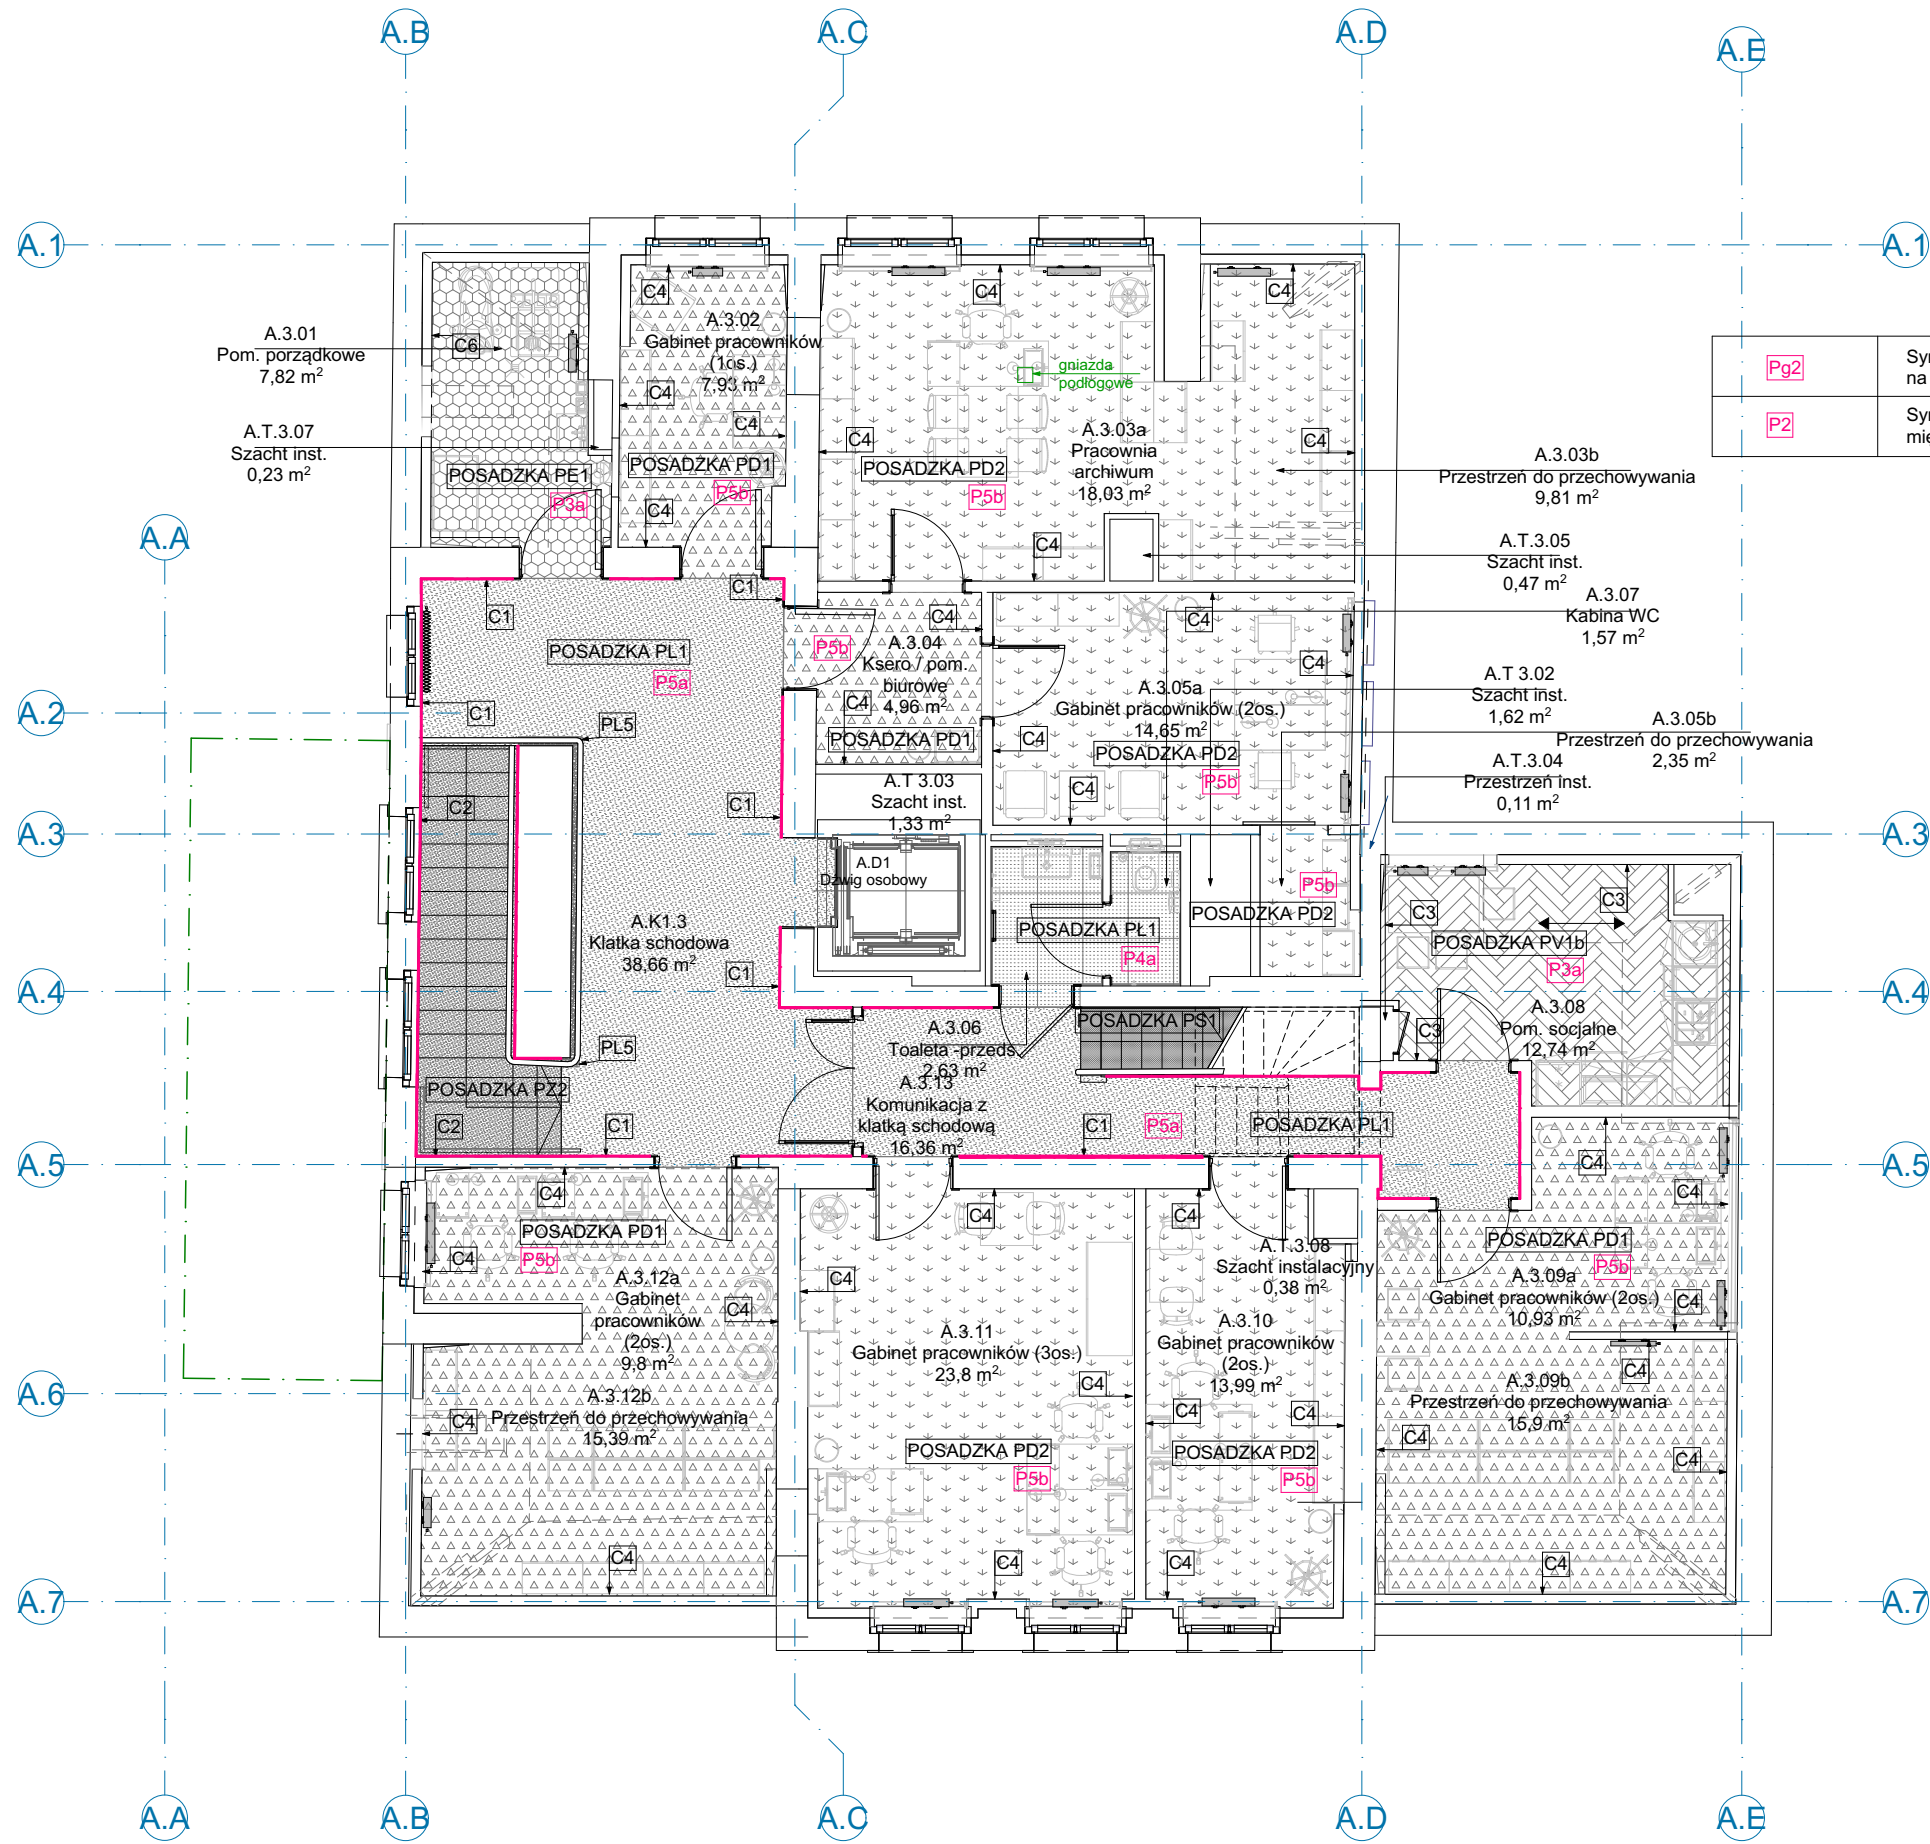 A.B
A.C
A.D
A.E
A.1
A.1
A.3.01
Pom. porządkowe
7,82 m²
A.T.3.07
Szacht inst.
0,23 m²
C6
POSADZKA PE1
P3a
C4
A.3.02
Gabinet pracowników
(1os.)
7,93 m²
C4
C4
POSADZKA PD1
P5b
C4
C4
C4
gniazda
podłogowe
C4
C4
A.3.03a
Pracownia
archiwum
18,03 m²
POSADZKA PD2
P5b
C4
Pg2
P2
A.3.03b
Przestrzeń do przechowywania
9,81 m²
A.T.3.05
Szacht inst.
0,47 m²
A.3.07
Kabina WC
1,57 m²
A.T 3.02
Szacht inst.
1,62 m²
A.3.05b
Przestrzeń do przechowywania
2,35 m²
A.T.3.04
Przestrzeń inst.
0,11 m²
A.A
A.2
C1
C1
POSADZKA PL1
P5a
C1
PL5
P5b
C4
A.3.04
Ksero / pom.
biurowe
4,96 m²
C4
POSADZKA PD1
C4
C4
A.3.05a
Gabinet pracowników (2os.)
14,65 m²
C4
POSADZKA PD2
P5b
C4
A.T 3.03
Szacht inst.
1,33 m²
C2
C1
A.3
A.3
A.D1
Dźwig osobowy
A.K1.3
Klatka schodowa
38,66 m²
C1
POSADZKA PŁ1
P4a
P5b
POSADZKA PD2
C3
C3
POSADZKA PV1b
P3a
A.4
A.4
A.3.08
Pom. socjalne
12,74 m²
C3
PL5
POSADZKA PZ2
C2
C1
A.3.06
Toaleta -przeds.
2,63 m²
A.3.13
Komunikacja z
klatką schodową
16,36 m²
POSADZKA PS1
C1
P5a
POSADZKA PL1
A.5
A.5
C4
POSADZKA PD1
C4
P5b
A.3.12a
Gabinet
pracowników
(2os.)
9,8 m²
C4
C4
C4
A.3.11
Gabinet pracowników (3os.)
23,8 m²
C4
C4
A.T.3.08
Szacht instalacyjny
0,38 m²
A.3.10
Gabinet pracowników
(2os.)
13,99 m²
C4
C4
C4
C4
POSADZKA PD1
P5b
A.3.09a
Gabinet pracowników (2os.)
10,93 m²
C4
C4
A.6
A.3.12b
Przestrzeń do przechowywania
15,39 m²
C4
POSADZKA PD2
P5b
POSADZKA PD2
P5b
A.3.09b
Przestrzeń do przechowywania
15,9 m²
C4
C4
C4
C4
C4
C4
A.7
A.7
A.A
A.B
A.C
A.D
A.E